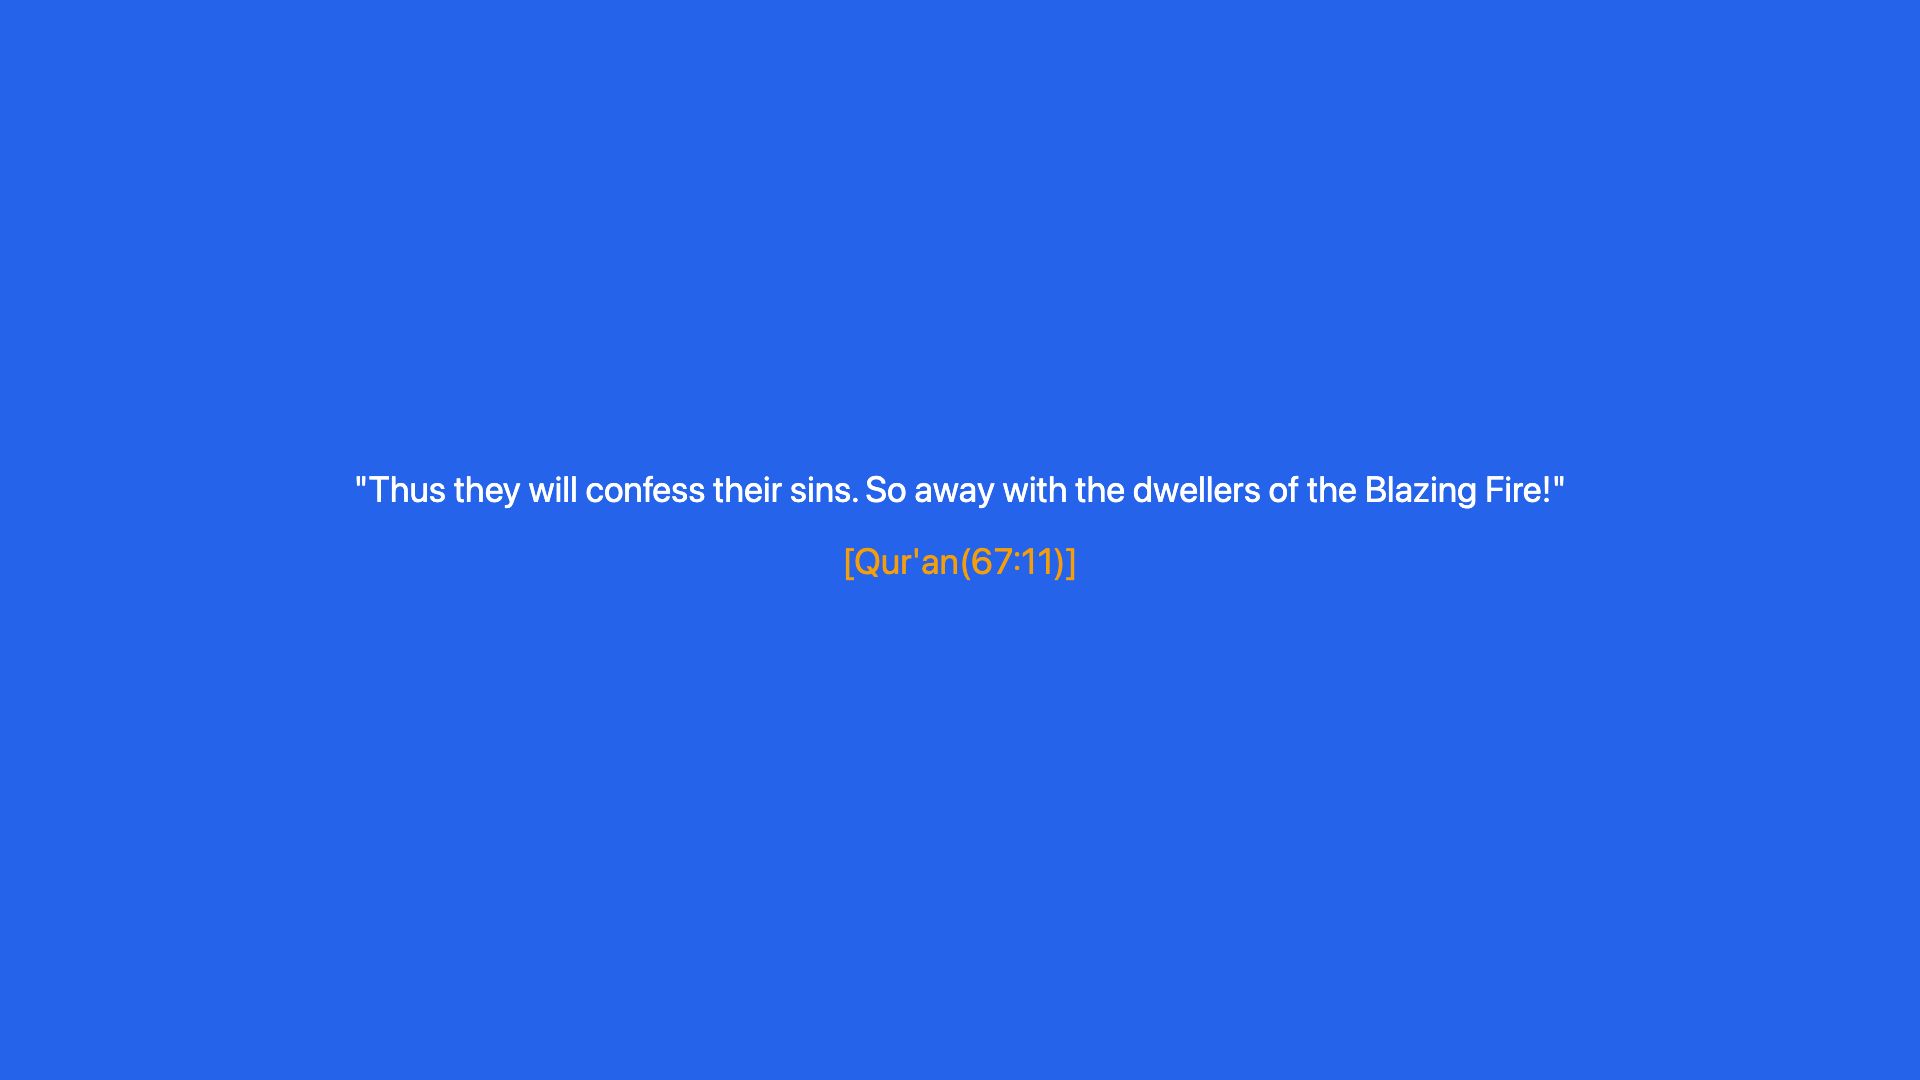 "Thus they will confess their sins. So away with the dwellers of the Blazing Fire!"
[Qur'an(67:11)]